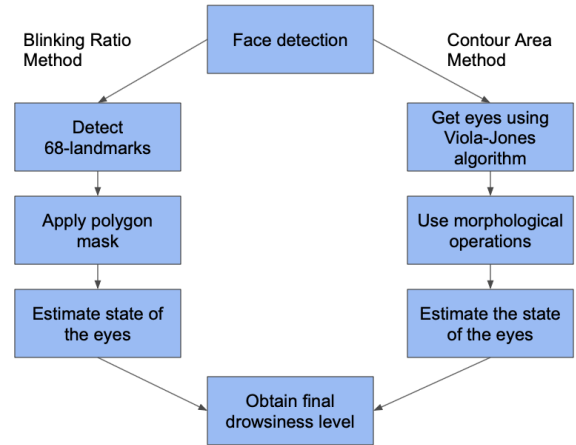 Blinking Ratio
Method
Face detection
Contour Area
Method
Detect
68-landmarks
Get eyes using
Viola-Jones
algorithm
Apply polygon
mask
Use morphological
operations
Estimate state of
the eyes
Estimate the state
of the eyes
Obtain final
drowsiness level